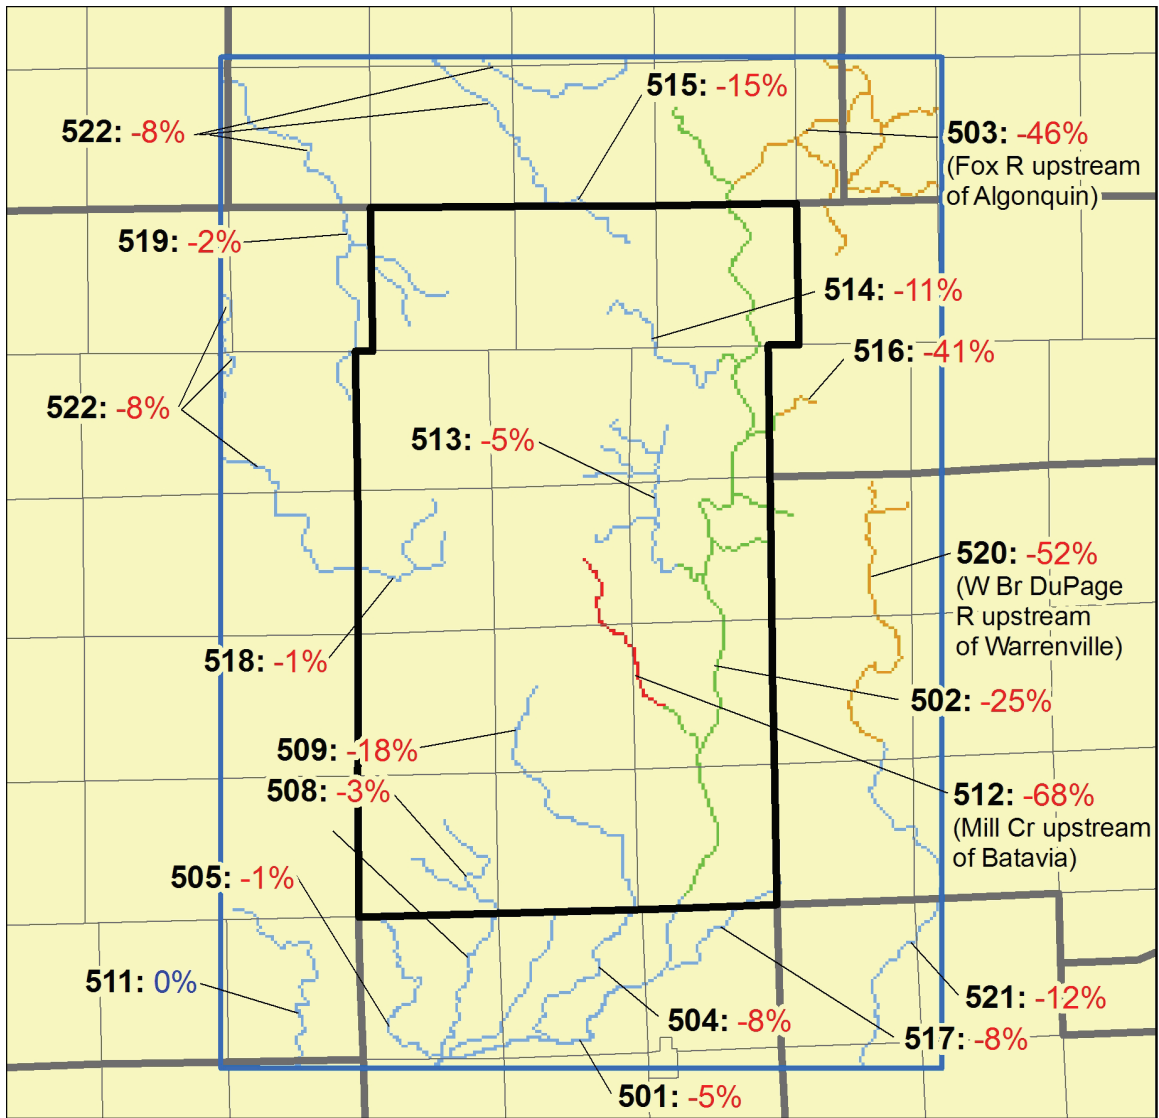 515: -15%
522: -8%
503: -46%
(Fox R upstream
of Algonquin)
519: -2%
514: -11%
516: -41%
522: -8%
513: -5%
520: -52%
(W Br DuPage
R upstream
of Warrenville)
518: -1%
502: -25%
509: -18%
508: -3%
512: -68%
(Mill Cr upstream
of Batavia)
505: -1%
511: 0%
521: -12%
504: -8%
517: -8%
501: -5%